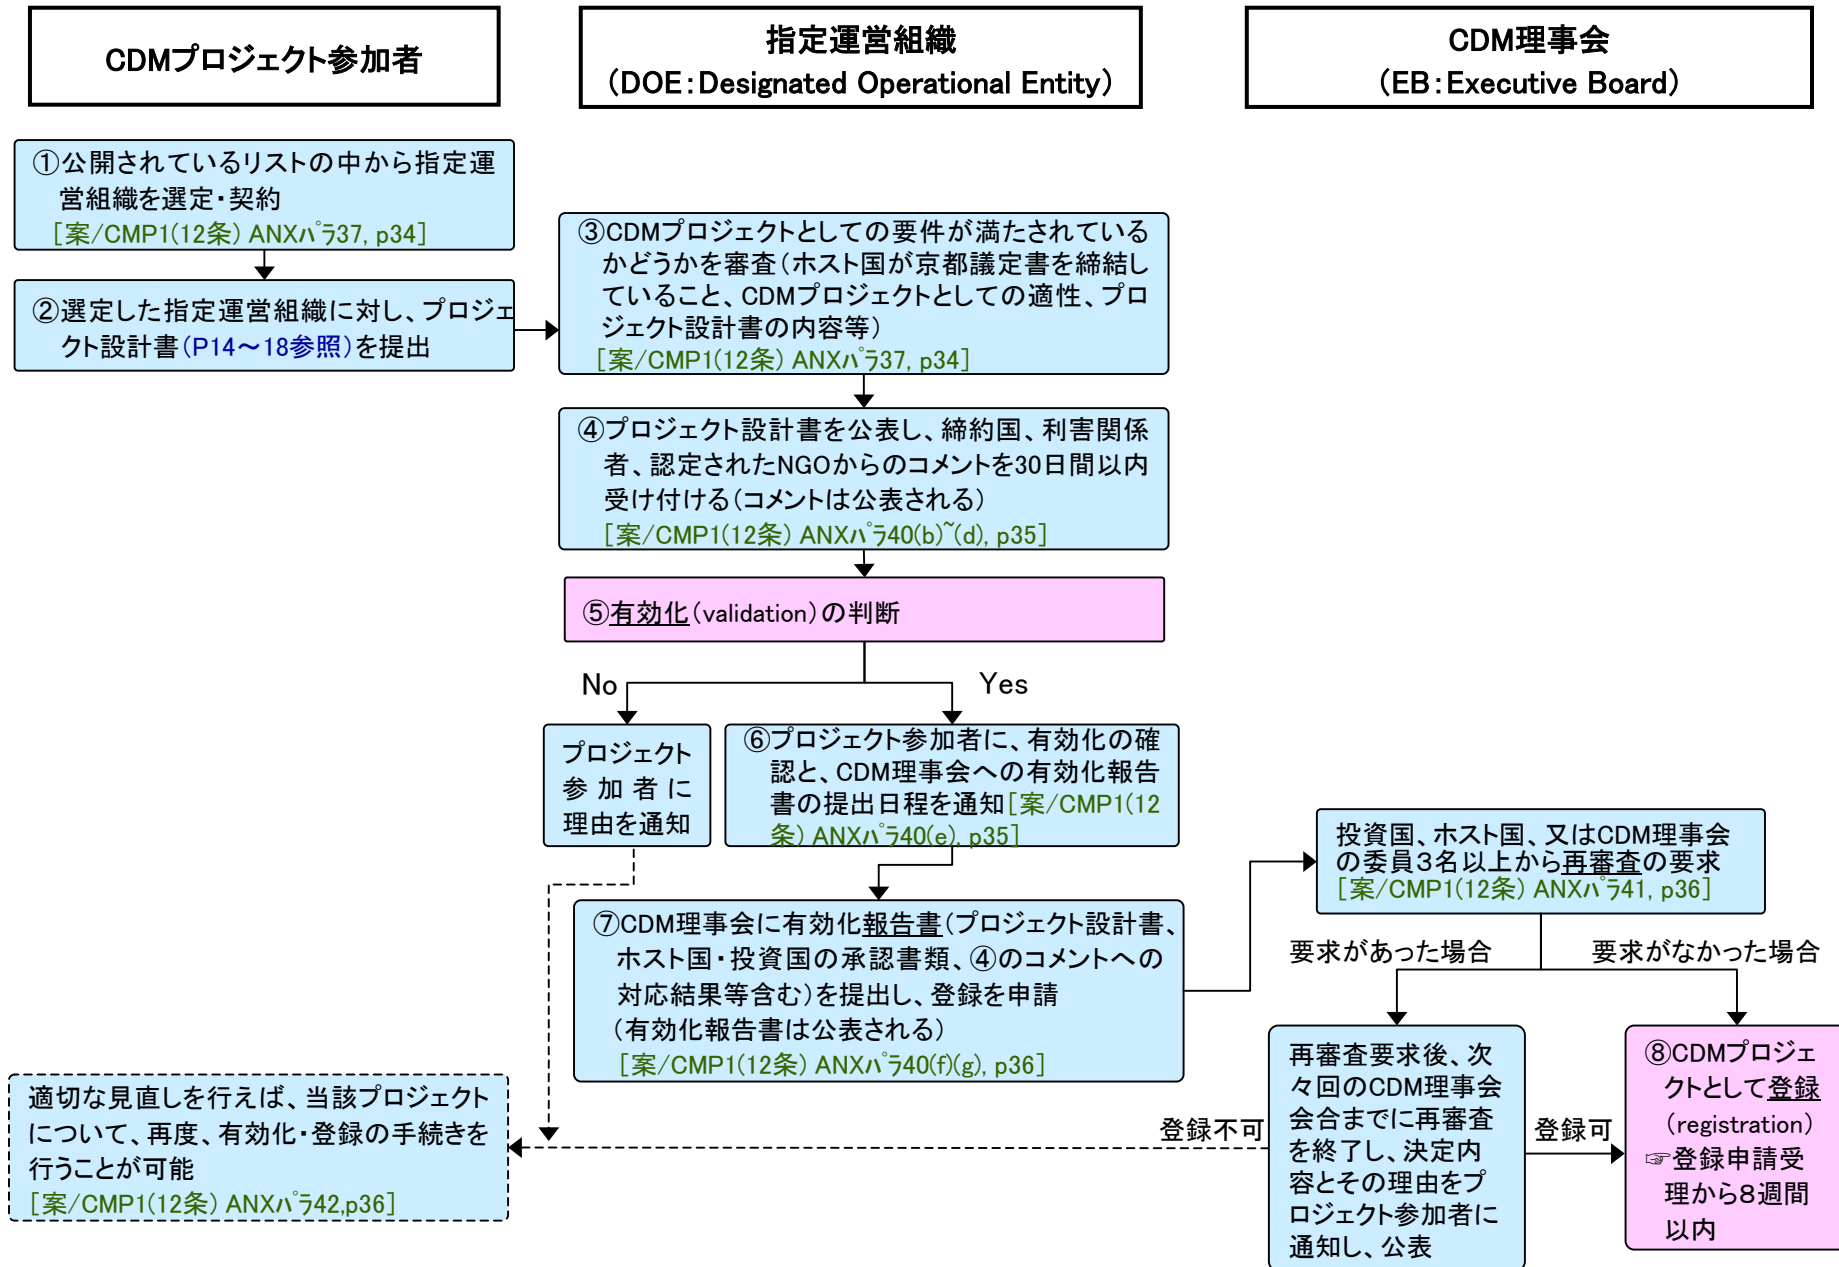 CDMプロジェクト参加者
指定運営組織
（DOE：Designated Operational Entity）
CDM理事会
（EB：Executive Board）
①公開されているリストの中から指定運
営組織を選定・契約
［案/CMP1(12条) ANXﾊﾟﾗ37, p34］
②選定した指定運営組織に対し、プロジェ
クト設計書(P14～18参照)を提出
③CDMプロジェクトとしての要件が満たされている
かどうかを審査（ホスト国が京都議定書を締結し
ていること、CDMプロジェクトとしての適性、プロ
ジェクト設計書の内容等）
［案/CMP1(12条) ANXﾊﾟﾗ37, p34］
④プロジェクト設計書を公表し、締約国、利害関係
者、認定されたNGOからのコメントを30日間以内
受け付ける（コメントは公表される）
［案/CMP1(12条) ANXﾊﾟﾗ40(b)~(d), p35］
⑤有効化（validation）の判断
No
Yes
プロジェクト
参加者に
理由を通知
⑥プロジェクト参加者に、有効化の確
認と、CDM理事会への有効化報告
書の提出日程を通知［案/CMP1(12
条) ANXﾊﾟﾗ40(e), p35］
⑦CDM理事会に有効化報告書（プロジェクト設計書、
ホスト国・投資国の承認書類、④のコメントへの
対応結果等含む）を提出し、登録を申請
（有効化報告書は公表される）
［案/CMP1(12条) ANXﾊﾟﾗ40(f)(g), p36］
投資国、ホスト国、又はCDM理事会
の委員３名以上から再審査の要求
［案/CMP1(12条) ANXﾊﾟﾗ41, p36］
要求があった場合
要求がなかった場合
再審査要求後、次
々回のCDM理事会
会合までに再審査
を終了し、決定内
容とその理由をプ
ロジェクト参加者に
通知し、公表
登録不可
登録可
⑧CDMプロジェ
クトとして登録
（registration）
☞登録申請受
理から８週間
以内
適切な見直しを行えば、当該プロジェクト
について、再度、有効化・登録の手続きを
行うことが可能
［案/CMP1(12条) ANXﾊﾟﾗ42,p36］